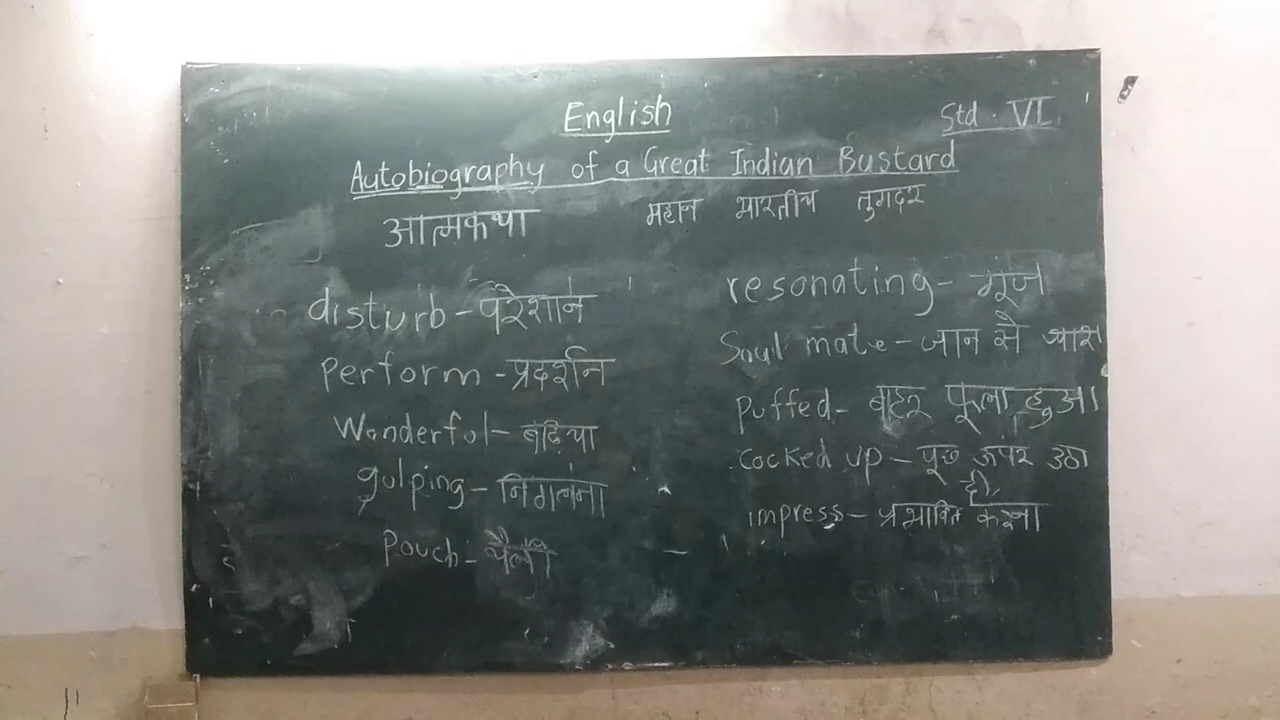 English
Std. VI
Autobiography of a Great Indian Bustard
आत्मकथा महान भारतीय तुगदर
disturb - परेशान
perform - प्रदर्शन
Wonderful - बढिया
gulping - निगलना
Pouch - थैली
resonating - गूंज
Soul mate - जान से प्यारा
Puffed - बाहर फूला हुआ
Cocked up - पूछ ऊपर उठा
दी,
impress - प्रभावित करना